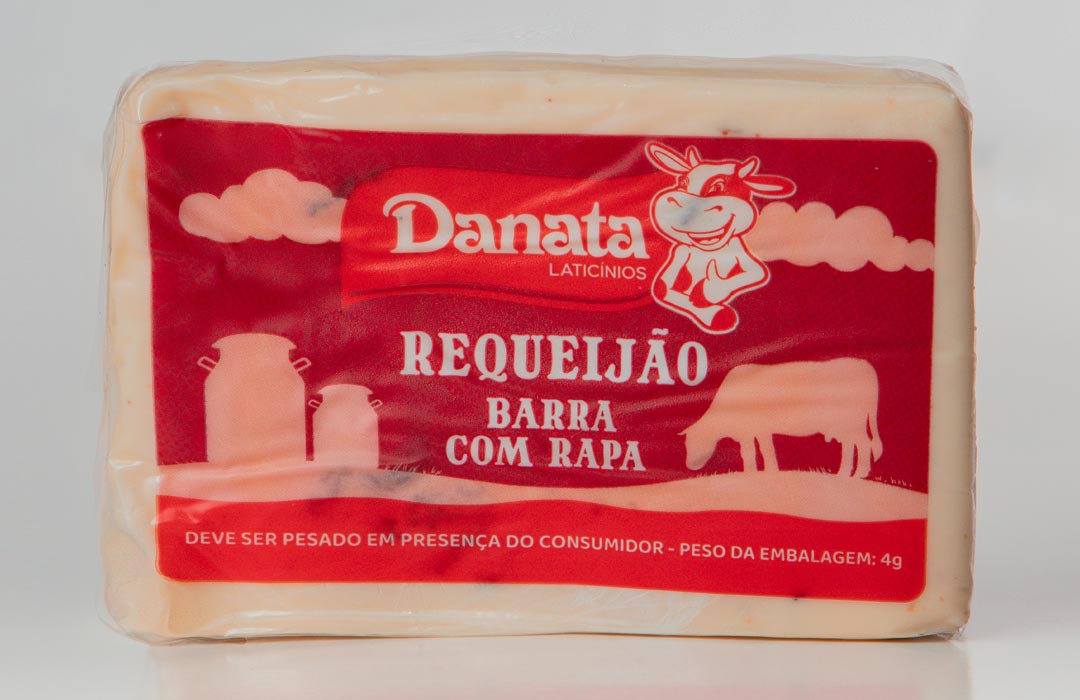 Danata
LATICÍNIOS
REQUEIJÃO
BARRA
COM RAPA
DEVE SER PESADO EM PRESENÇA DO CONSUMIDOR - PESO DA EMBALAGEM: 4g